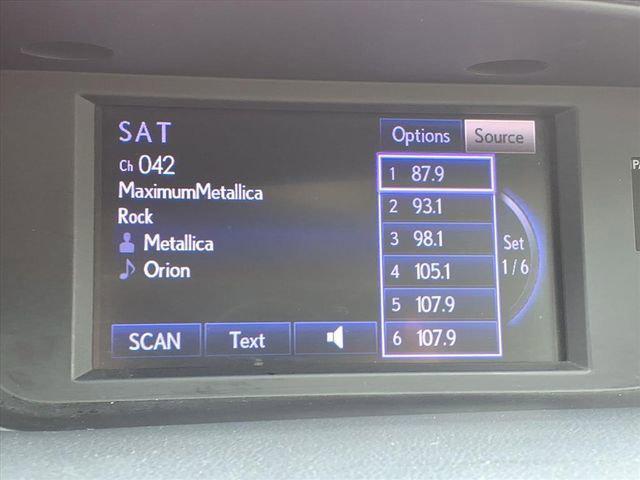 SAT
Ch 042
MaximumMetallica
Rock
Metallica
Orion
SCAN
Text
Options
Source
1 87.9
2 93.1
3 98.1
4 105.1
5 107.9
6 107.9
Set
1/6